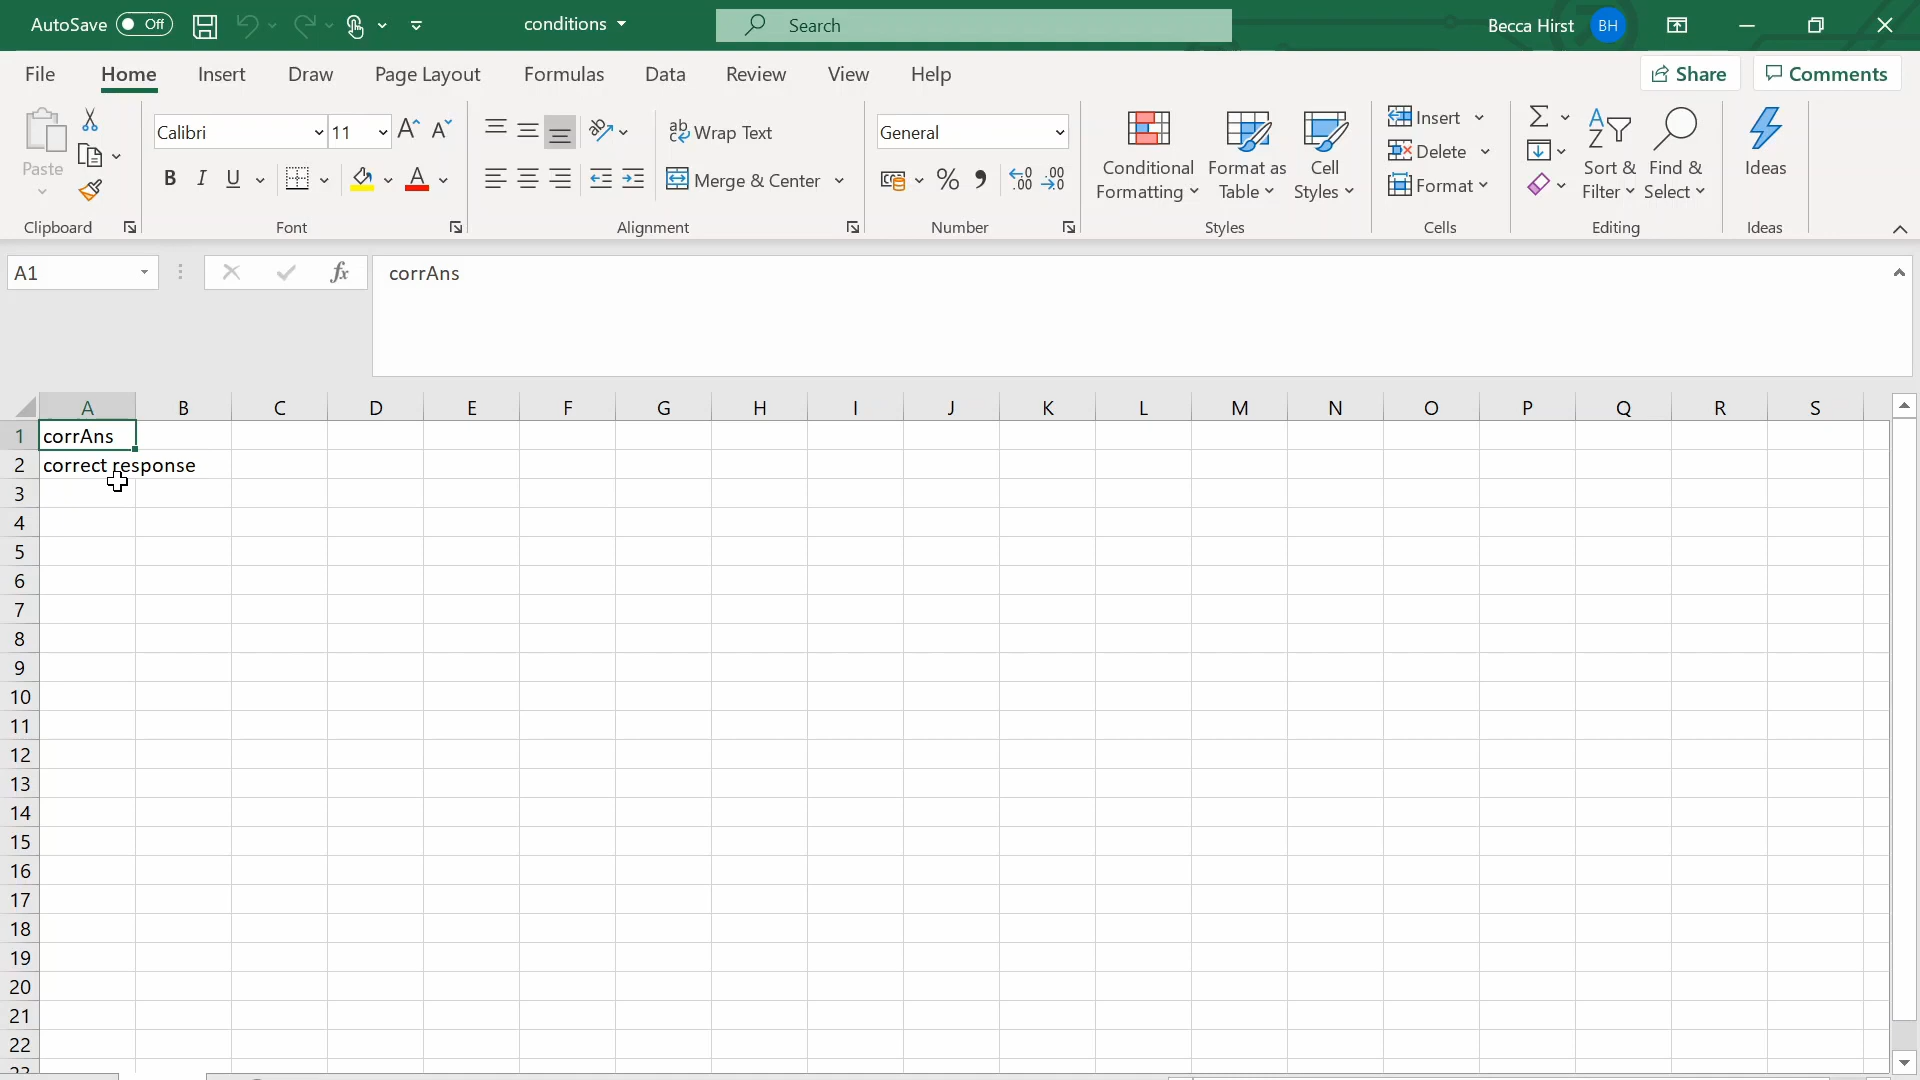 AutoSave Off conditions Search Becca Hirst BH
File Home Insert Draw Page Layout Formulas Data Review View Help Share Comments
Paste
Clipboard
Calibri 11
B I U A
Font
ab Wrap Text
Merge & Center
Alignment
General
% 
Number
Conditional Formatting
Format as Table
Cell Styles
Styles
Insert
Delete
Format
Cells
Sort & Filter
Find & Select
Editing
Ideas
Ideas
A1 fx corrAns
A B C D E F G H I J K L M N O P Q R S
1 corrAns
2 correct response
3
4
5
6
7
8
9
10
11
12
13
14
15
16
17
18
19
20
21
22